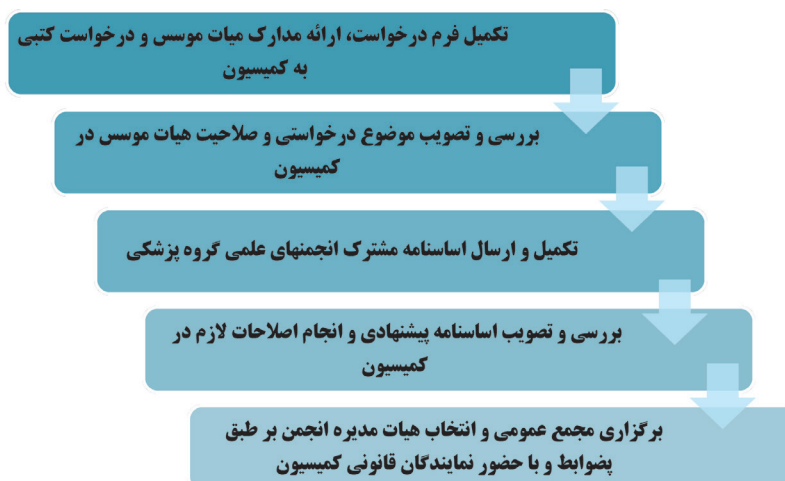 تکمیل فرم درخواست، ارائه مدارک میات موسس و درخواست کتبی
به کمیسیون
بررسی و تصویب موضوع درخواستی و صلاحیت هیات موسس در
کمیسیون
تکمیل و ارسال اساسنامه مشترک انجمنهای علمی گروه پزشکی
بررسی و تصویب اساسنامه پیشنهادی و انجام اصلاحات لازم در
کمیسیون
برگزاری مجمع عمومی و انتخاب هیات مدیره انجمن بر طبق
پضوابط و با حضور نمایندگان قانونی کمیسیون